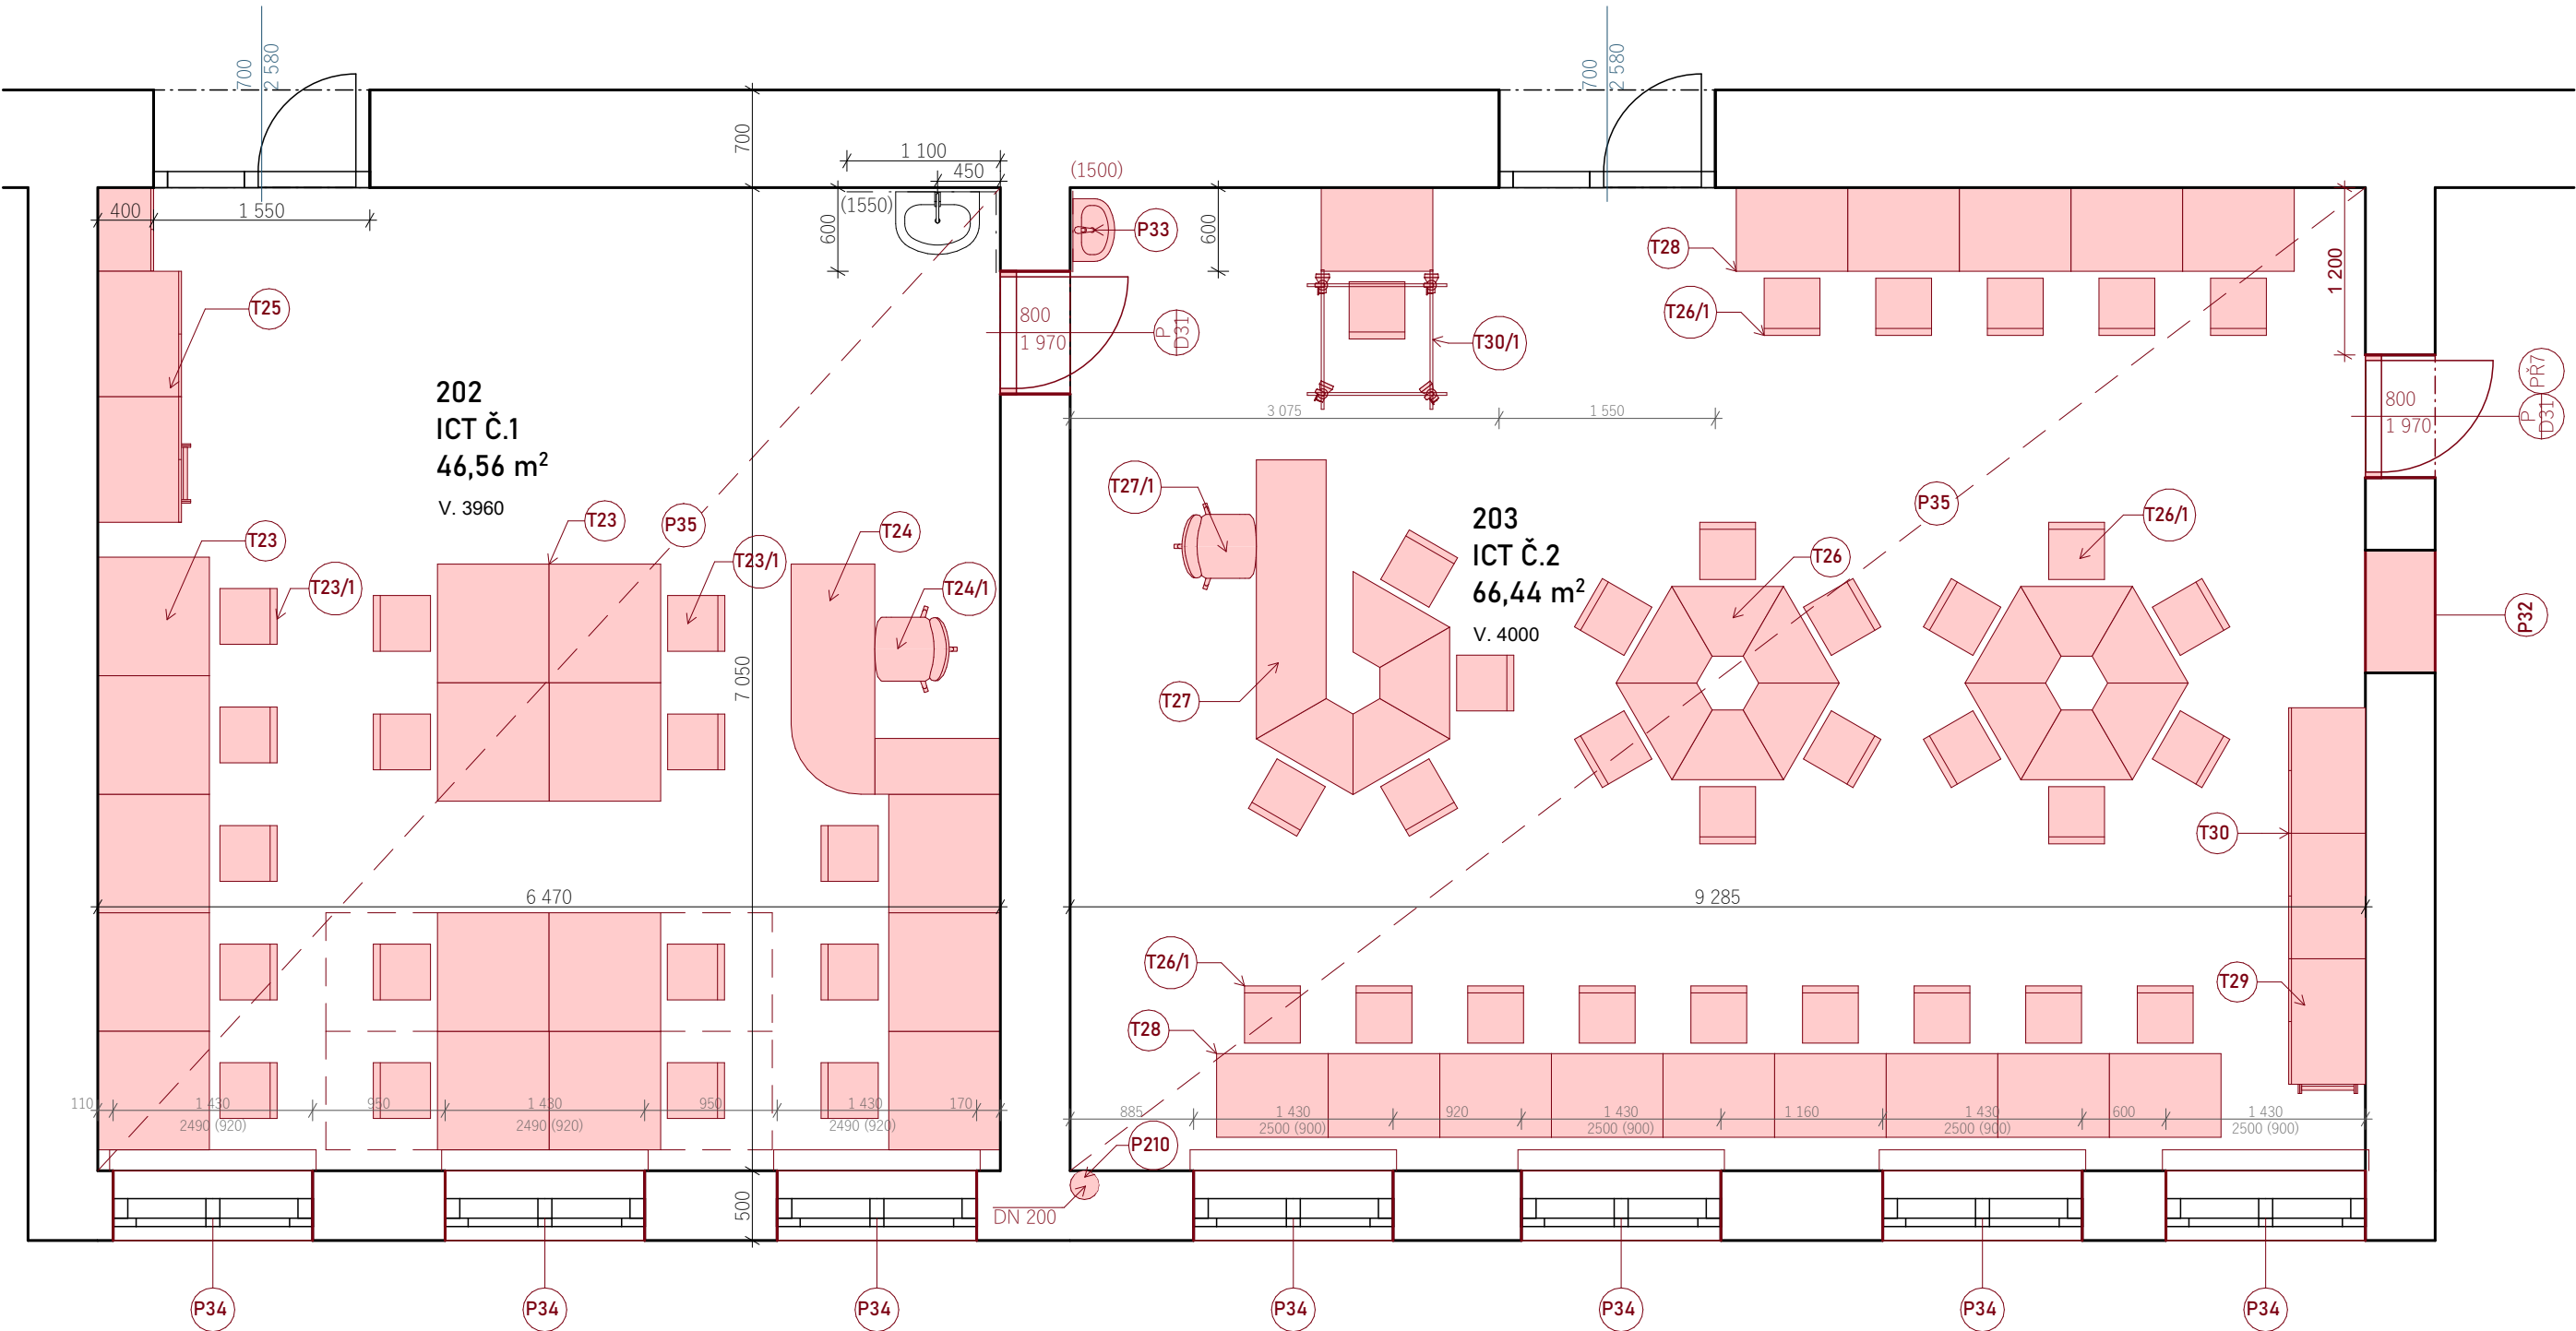 700
2 580
700
2 580
700
1 100
450
(1550)
600
400
1 550
(1500)
P33
600
T28
T26/1
1 200
T25
800
1 970
P
D31
T30/1
3 075
1 550
PŘ7
800
1 970
P
D31
202
ICT Č.1
46,56 m²
V. 3960
T23
T23/1
T23
P35
T23/1
T24
T24/1
7 050
T27/1
203
ICT Č.2
66,44 m²
V. 4000
T27
T26
P35
T26/1
P32
T30
T29
6 470
9 285
T26/1
T28
110
1 430
2490 (920)
950
1 430
2490 (920)
950
1 430
2490 (920)
170
885
1 430
2500 (900)
920
1 430
2500 (900)
1 160
1 430
2500 (900)
600
1 430
2500 (900)
P210
DN 200
500
P34
P34
P34
P34
P34
P34
P34